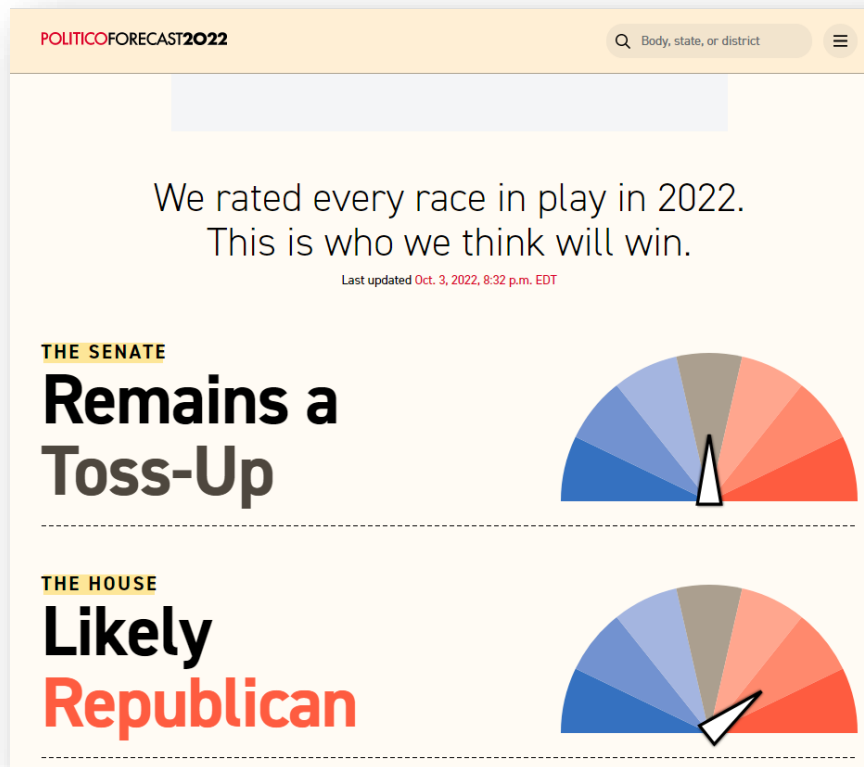 POLITICOFORECAST2022
Body, state, or district
We rated every race in play in 2022.
This is who we think will win.
Last updated Oct. 3, 2022, 8:32 p.m. EDT
THE SENATE
Remains a
Toss-Up
THE HOUSE
Likely
Republican